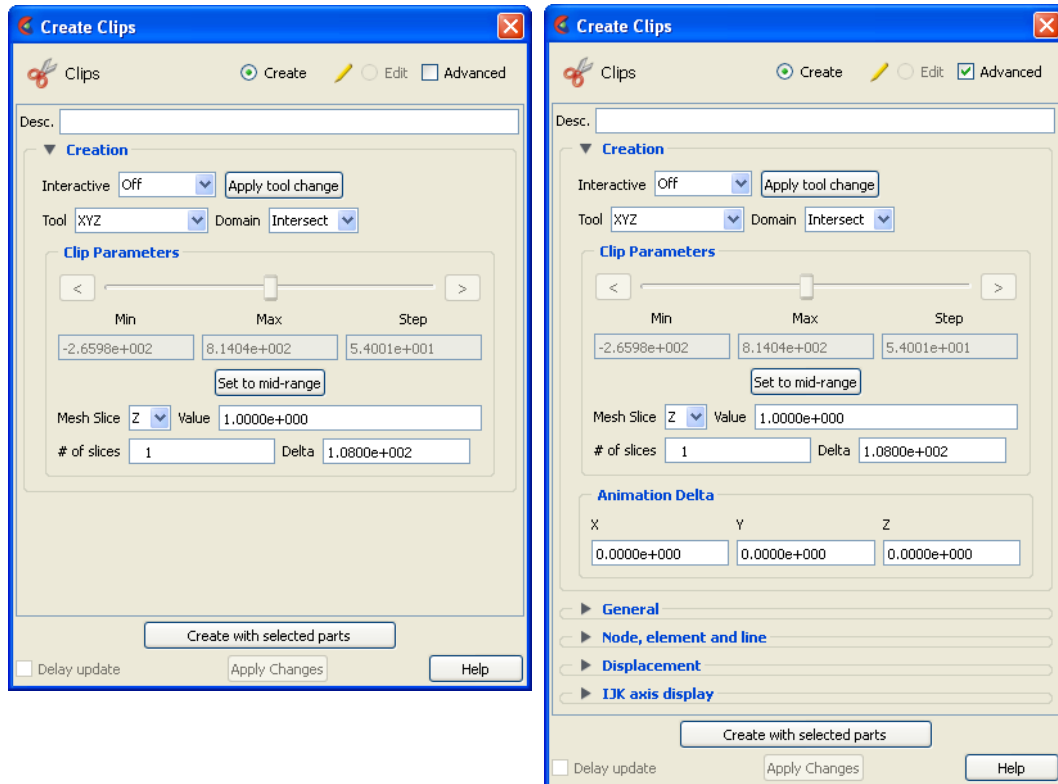 Create Clips
Clips Create Edit Advanced
Desc.
Creation
Interactive Off Apply tool change
Tool XYZ Domain Intersect
Clip Parameters
< >
Min Max Step
-2.6598e+002 8.1404e+002 5.4001e+001
Set to mid-range
Mesh Slice Z Value 1.0000e+000
# of slices 1 Delta 1.0800e+002
Create with selected parts
Delay update Apply Changes Help
Create Clips
Clips Create Edit Advanced
Desc.
Creation
Interactive Off Apply tool change
Tool XYZ Domain Intersect
Clip Parameters
< >
Min Max Step
-2.6598e+002 8.1404e+002 5.4001e+001
Set to mid-range
Mesh Slice Z Value 1.0000e+000
# of slices 1 Delta 1.0800e+002
Animation Delta
X Y Z
0.0000e+000 0.0000e+000 0.0000e+000
General
Node, element and line
Displacement
IJK axis display
Create with selected parts
Delay update Apply Changes Help